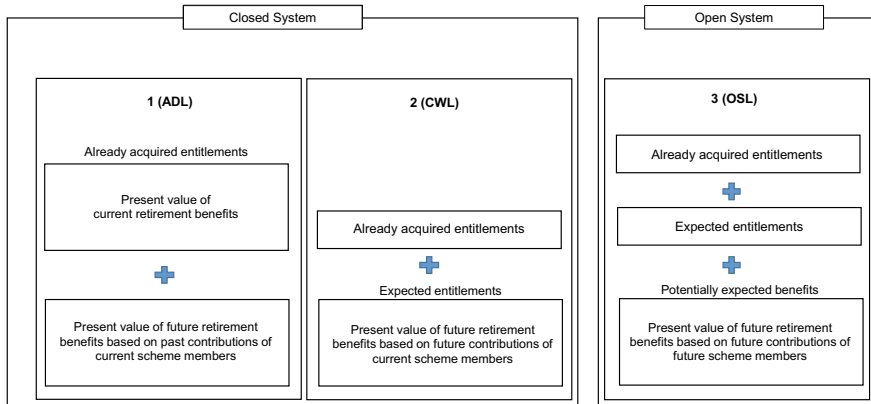 Closed System
Open System
1 (ADL)
Already acquired entitlements
Present value of
current retirement benefits
Present value of future retirement
benefits based on past contributions of
current scheme members
2 (CWL)
Already acquired entitlements
Expected entitlements
Present value of future retirement
benefits based on future contributions of
current scheme members
3 (OSL)
Already acquired entitlements
Expected entitlements
Potentially expected benefits
Present value of future retirement
benefits based on future contributions of
future scheme members